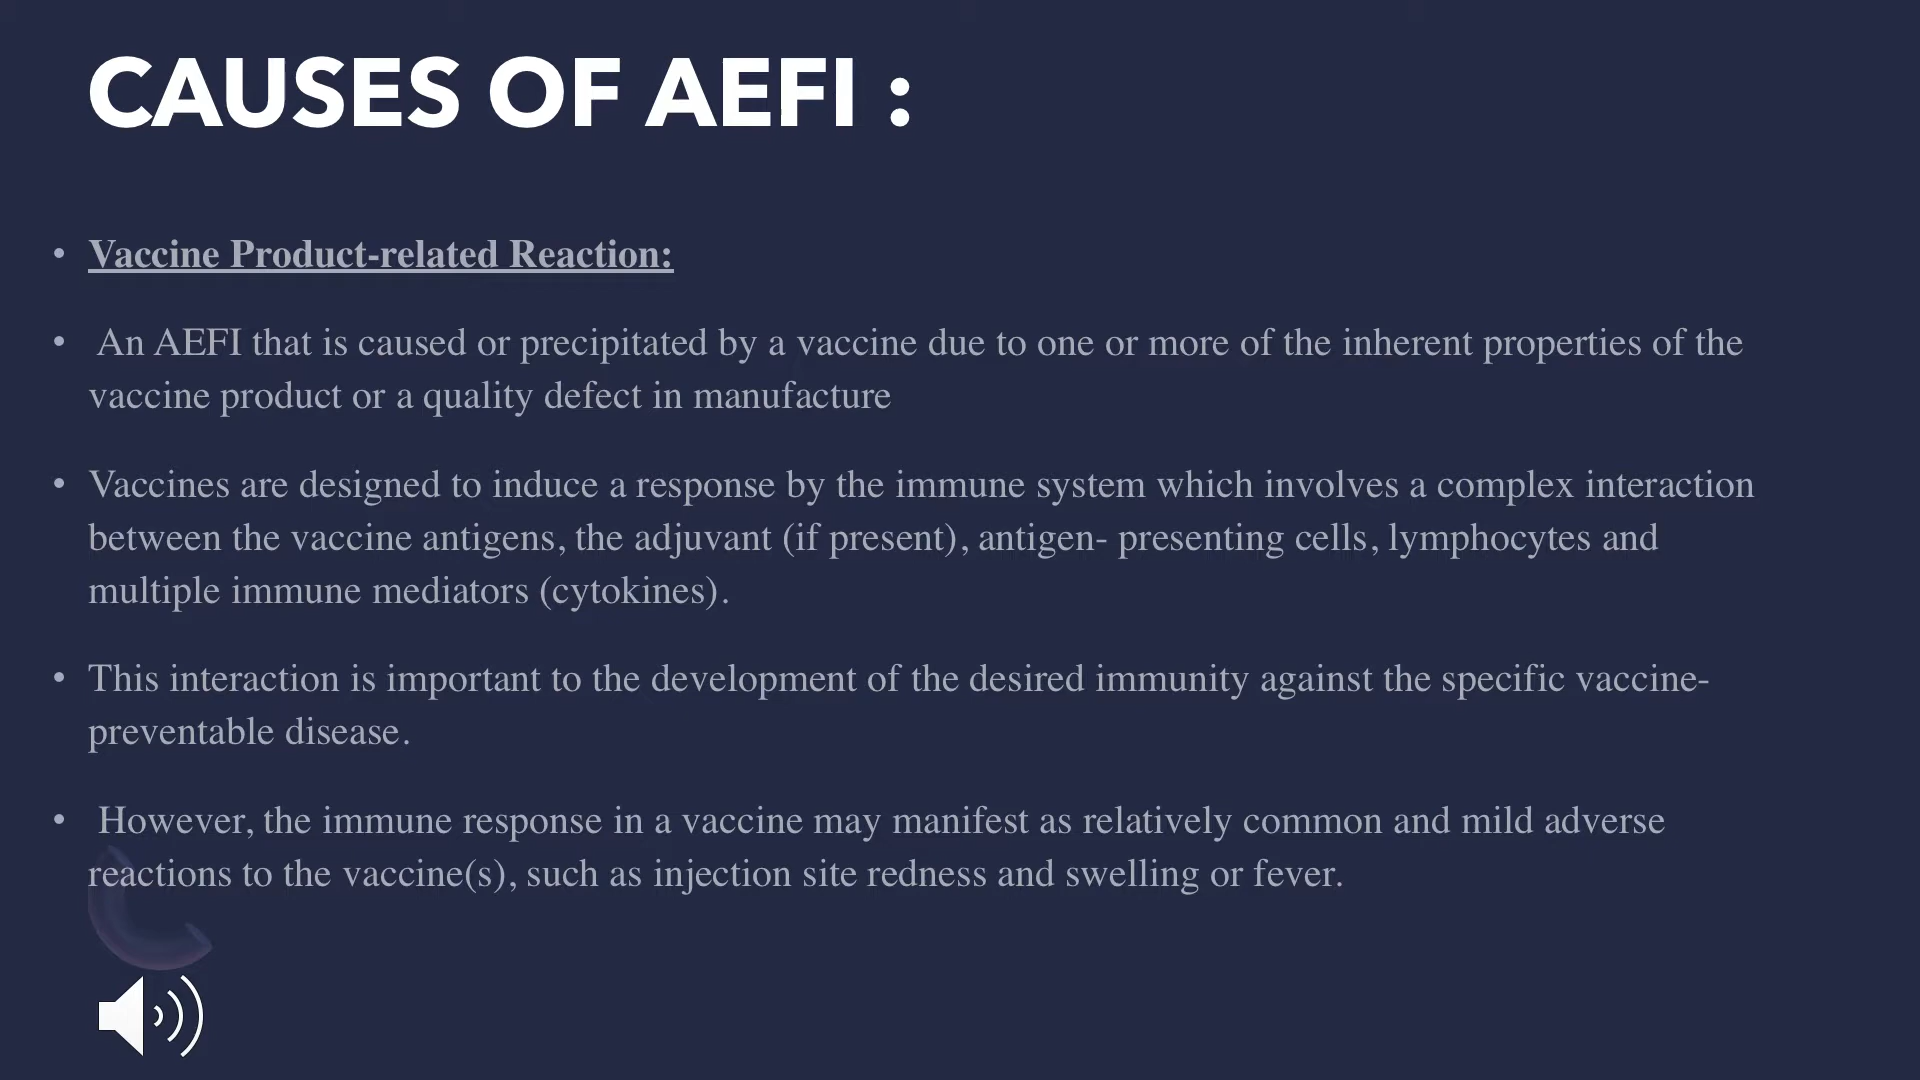 CAUSES OF AEFI :
• Vaccine Product-related Reaction:
• An AEFI that is caused or precipitated by a vaccine due to one or more of the inherent properties of the
vaccine product or a quality defect in manufacture
• Vaccines are designed to induce a response by the immune system which involves a complex interaction
between the vaccine antigens, the adjuvant (if present), antigen- presenting cells, lymphocytes and
multiple immune mediators (cytokines).
• This interaction is important to the development of the desired immunity against the specific vaccine-
preventable disease.
• However, the immune response in a vaccine may manifest as relatively common and mild adverse
reactions to the vaccine(s), such as injection site redness and swelling or fever.